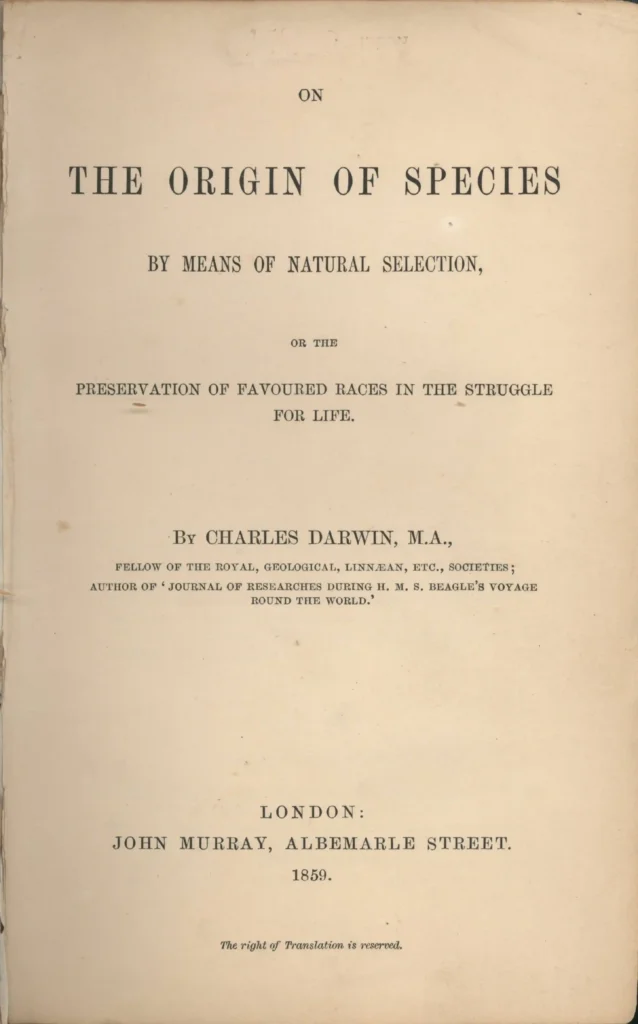 ON
THE ORIGIN OF SPECIES
BY MEANS OF NATURAL SELECTION,
OR THE
PRESERVATION OF FAVOURED RACES IN THE STRUGGLE
FOR LIFE.
By CHARLES DARWIN, M.A.,
FELLOW OF THE ROYAL, GEOLOGICAL, LINNÆAN, ETC., SOCIETIES;
AUTHOR OF ‘JOURNAL OF RESEARCHES DURING H. M. S. BEAGLE’S VOYAGE
ROUND THE WORLD.’
LONDON:
JOHN MURRAY, ALBEMARLE STREET.
1859.
The right of Translation is reserved.